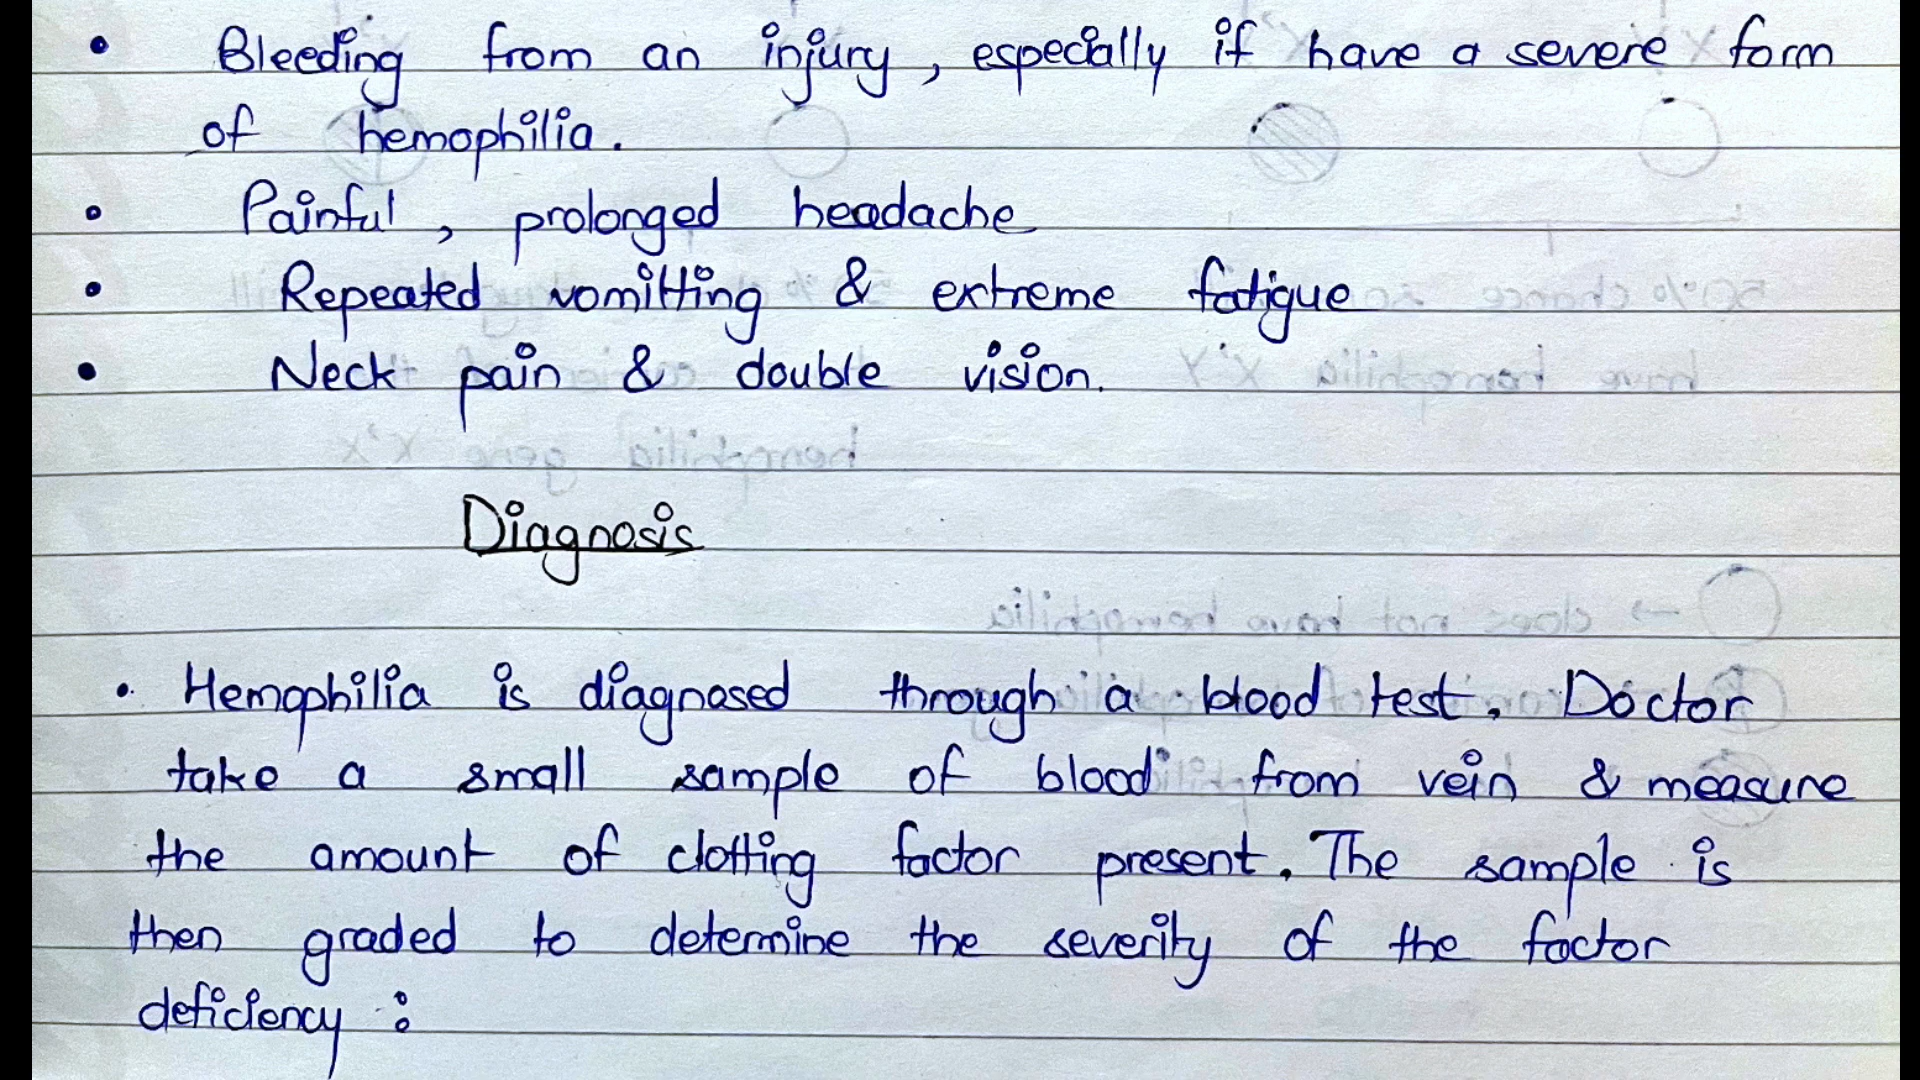 • Bleeding from an injury, especially if have a severe form
of hemophilia.
• Painful, prolonged headache
• Repeated vomitting & extreme fatigue
• Neck pain & double vision.
Diagnosis
• Hemophilia is diagnosed through a blood test. Doctor
take a small sample of blood from vein & measure
the amount of clotting factor present. The sample is
then graded to determine the severity of the factor
deficiency :